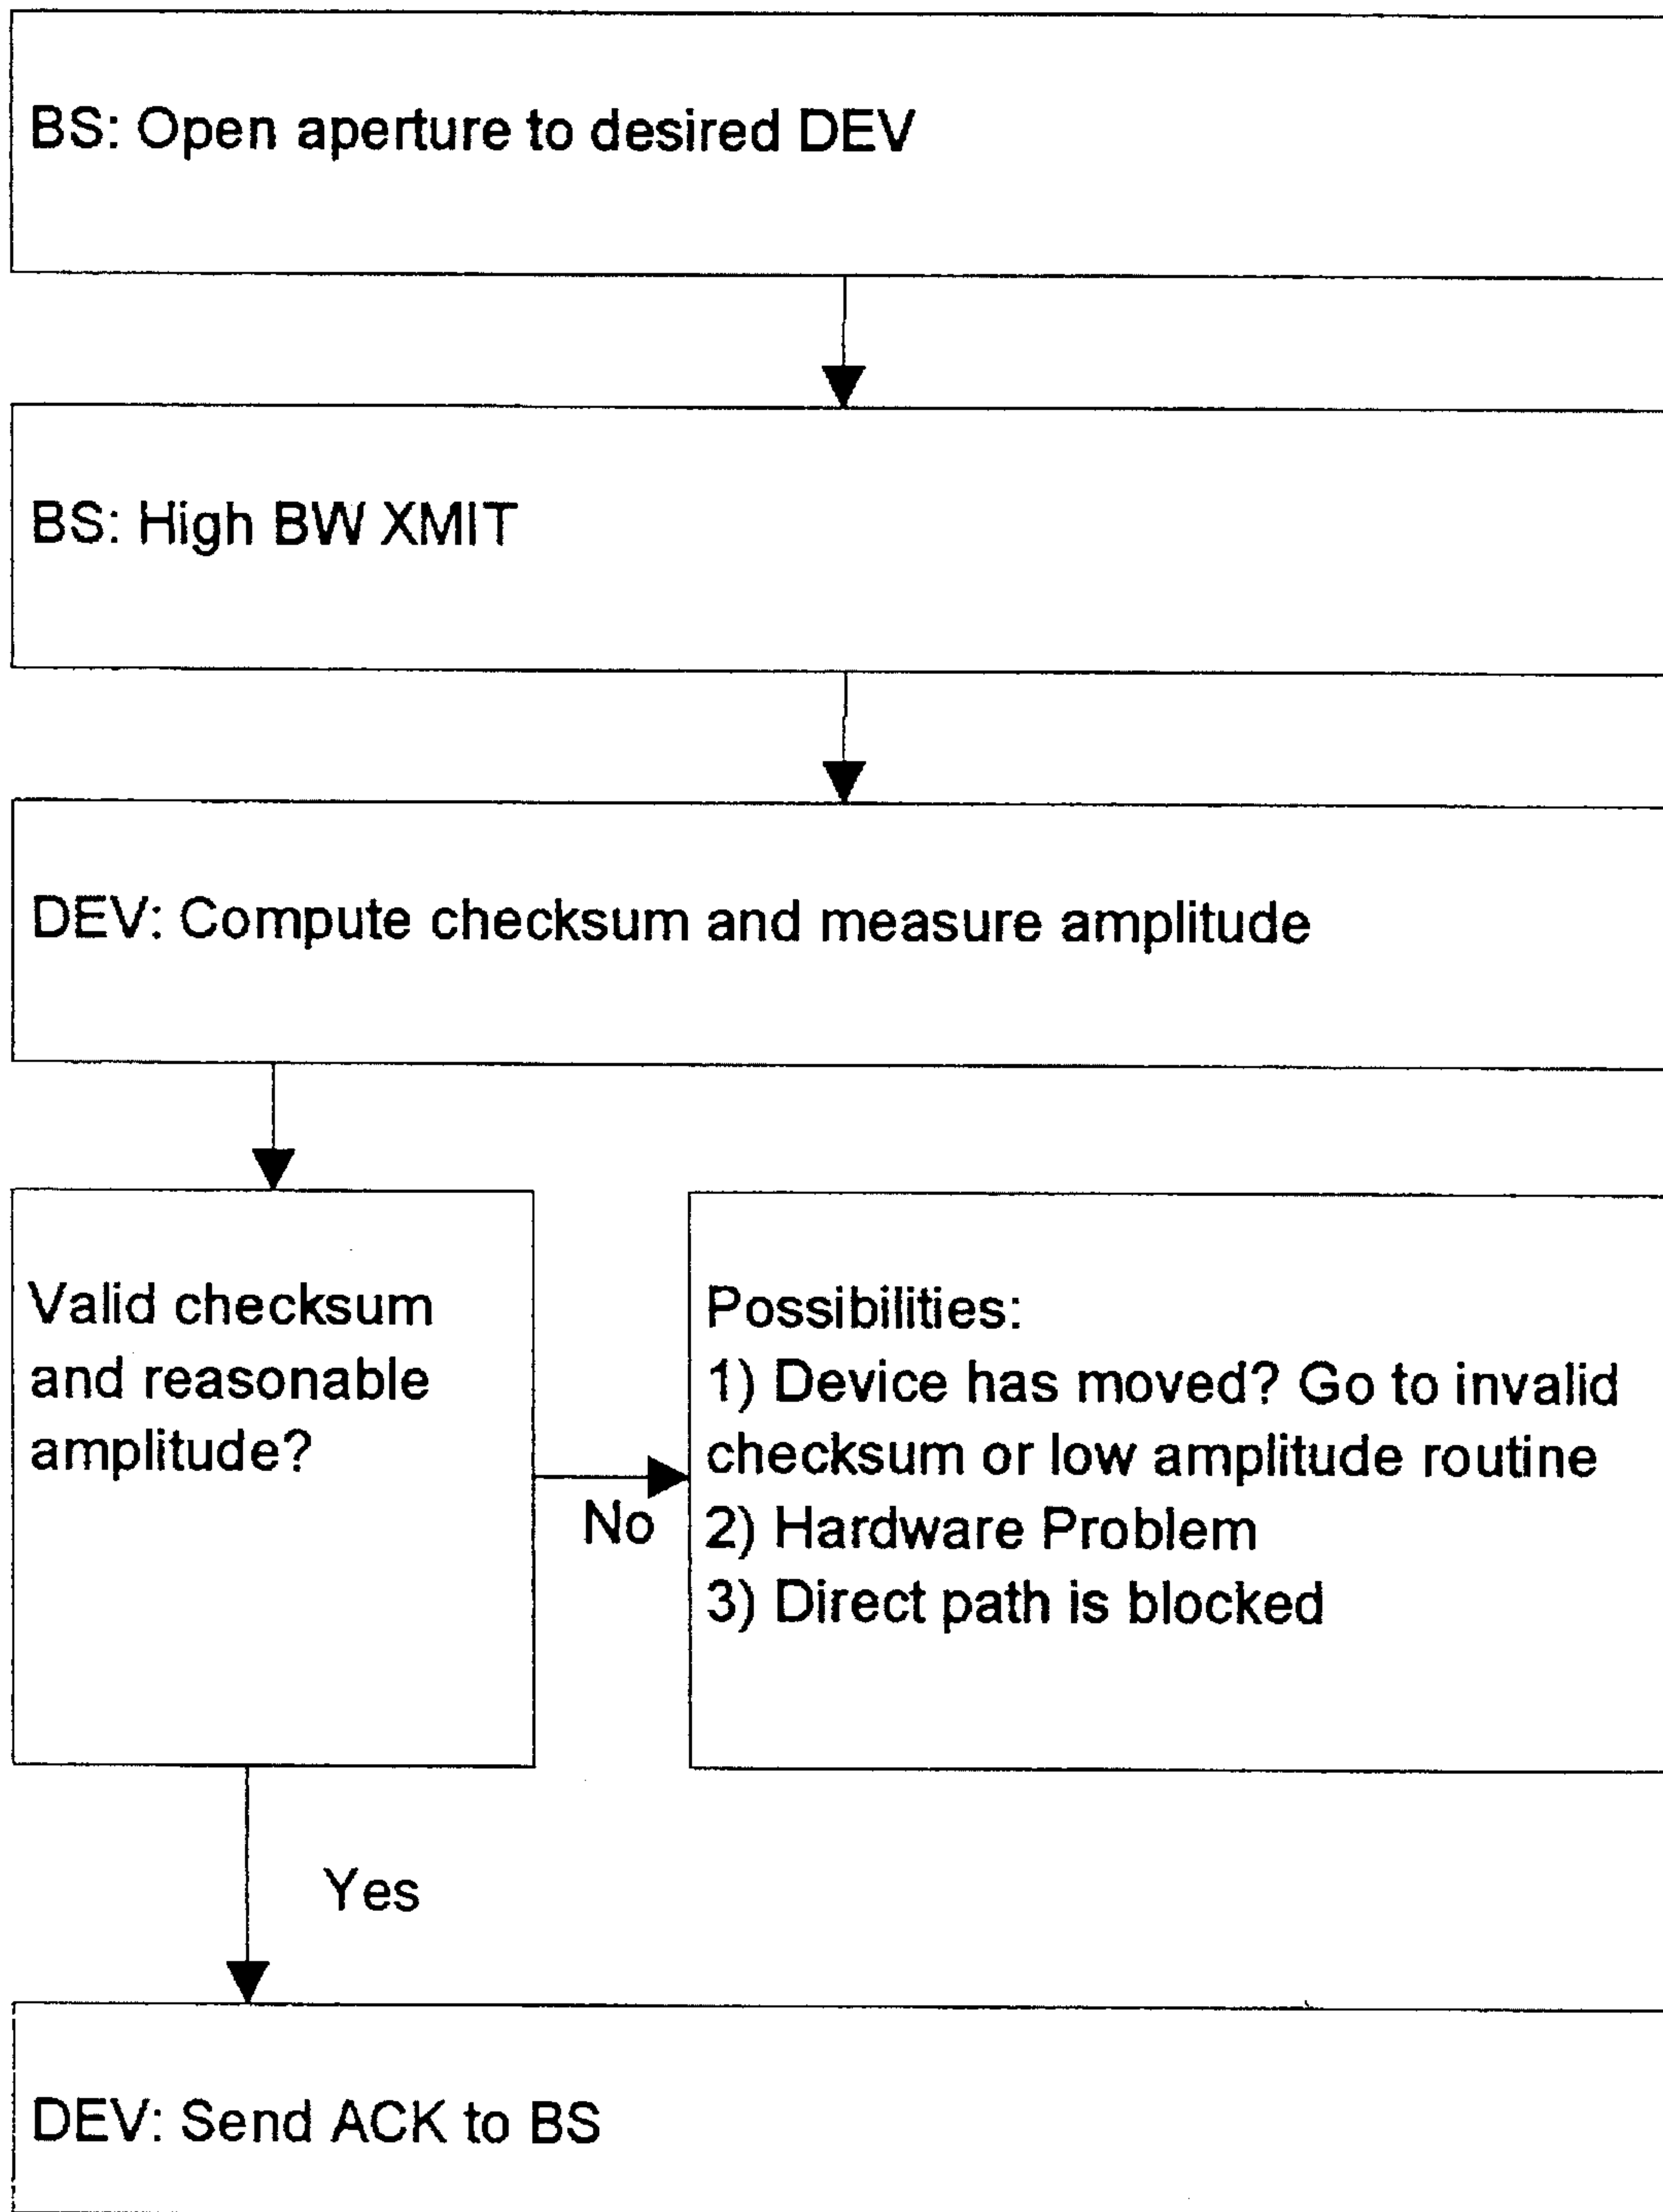 BS: Open aperture to desired DEV
BS: High BW XMIT
DEV: Compute checksum and measure amplitude
Valid checksum
and reasonable
amplitude?
No
Possibilities:
1) Device has moved? Go to invalid
checksum or low amplitude routine
2) Hardware Problem
3) Direct path is blocked
Yes
DEV: Send ACK to BS